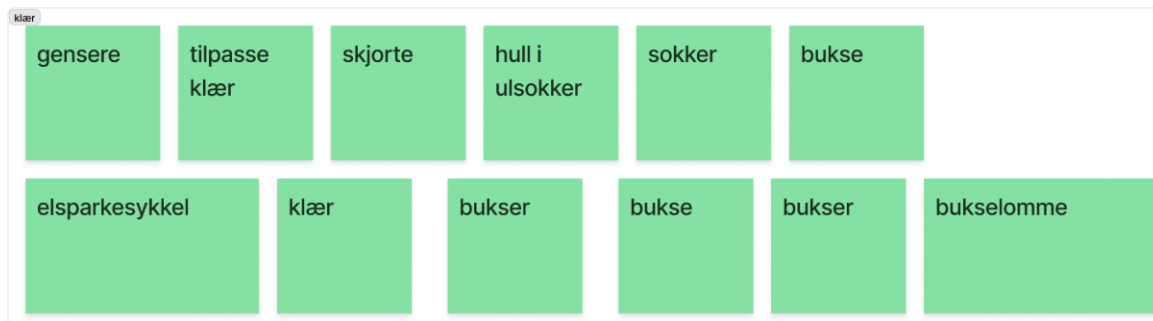 klær
gensere
tilpasse
klær
skjorte
hull i
ulsokker
sokker
bukse
elsparkesykkel
klær
bukser
bukse
bukser
bukselomme